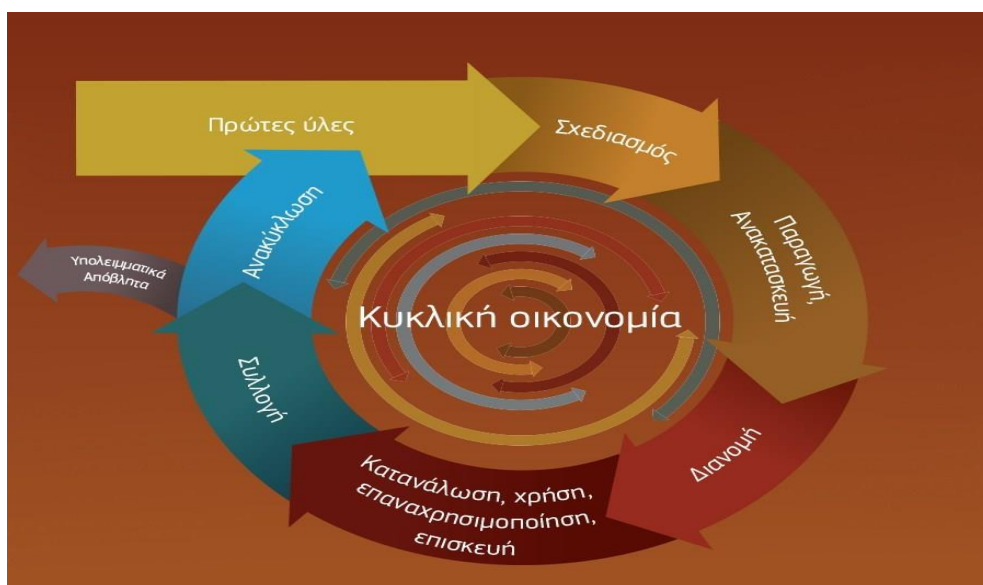 Πρώτες ύλες
Σχεδιασμός
Παραγωγή,
Ανακατασκευή
Διανομή
Κατανάλωση, χρήση,
επαναχρησιμοποίηση,
επισκευή
Συλλογή
Ανακύκλωση
Υπολειμματικά
Απόβλητα
Κυκλική οικονομία